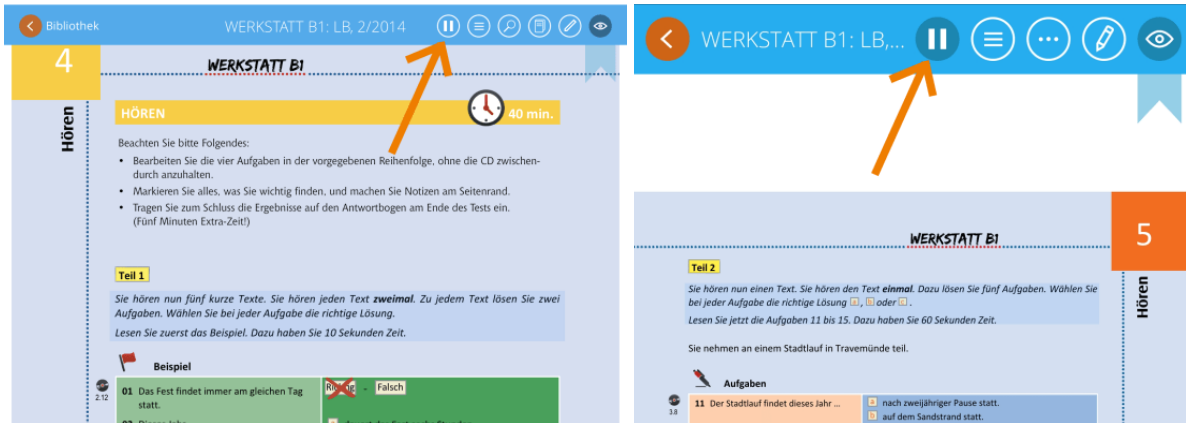 Bibliothek
WERKSTATT B1: LB, 2/2014
4
WERKSTATT B1
Hören
HÖREN
40 min.
Beachten Sie bitte Folgendes:
• Bearbeiten Sie die vier Aufgaben in der vorgegebenen Reihenfolge, ohne die CD zwischen-
durch anzuhalten.
• Markieren Sie alles, was Sie wichtig finden, und machen Sie Notizen am Seitenrand.
• Tragen Sie zum Schluss die Ergebnisse auf den Antwortbogen am Ende des Tests ein.
(Fünf Minuten Extra-Zeit!)
Teil 1
Sie hören nun fünf kurze Texte. Sie hören jeden Text zweimal. Zu jedem Text lösen Sie zwei
Aufgaben. Wählen Sie bei jeder Aufgabe die richtige Lösung.
Lesen Sie zuerst das Beispiel. Dazu haben Sie 10 Sekunden Zeit.
Beispiel
2.12
01 Das Fest findet immer am gleichen Tag
statt.
Richtig - Falsch
WERKSTATT B1: LB,...
WERKSTATT B1
5
Hören
Teil 2
Sie hören nun einen Text. Sie hören den Text einmal. Dazu lösen Sie fünf Aufgaben. Wählen Sie
bei jeder Aufgabe die richtige Lösung a, b oder c.
Lesen Sie jetzt die Aufgaben 11 bis 15. Dazu haben Sie 60 Sekunden Zeit.
Sie nehmen an einem Stadtlauf in Travemünde teil.
Aufgaben
3.8
11 Der Stadtlauf findet dieses Jahr ...
a nach zweijähriger Pause statt.
b auf dem Sandstrand statt.